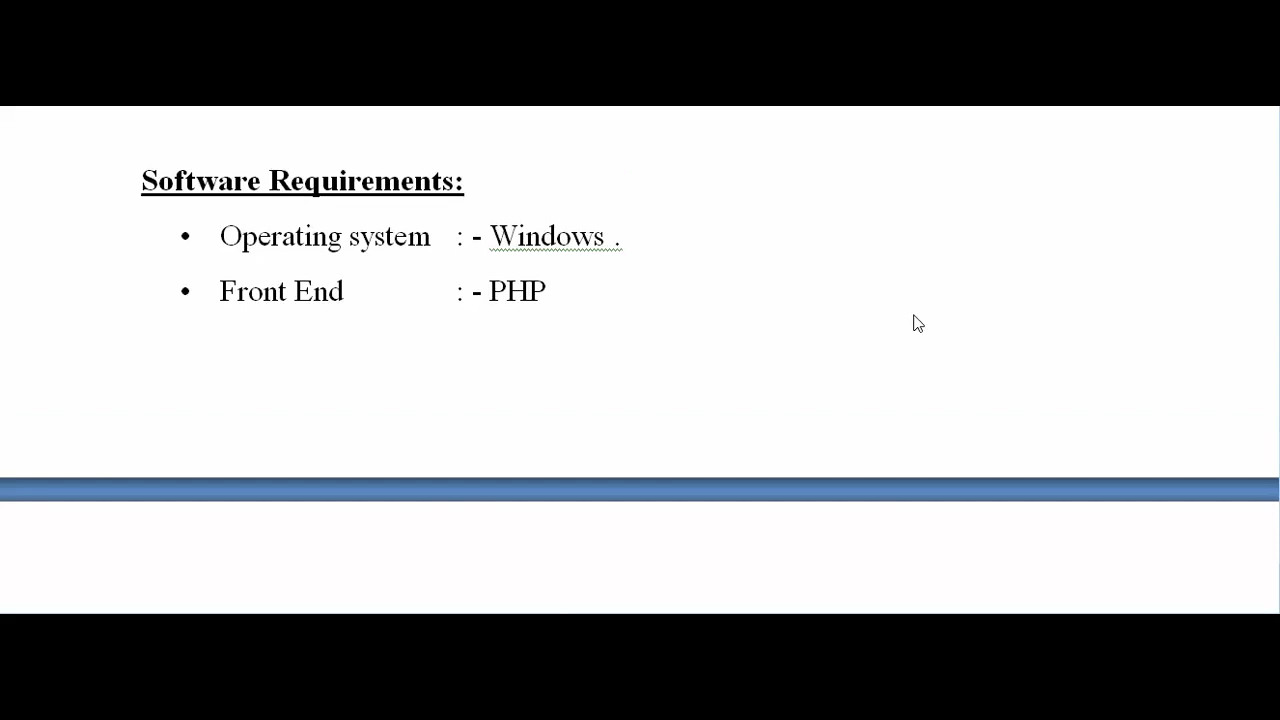 Software Requirements:
• Operating system : - Windows .
• Front End : - PHP